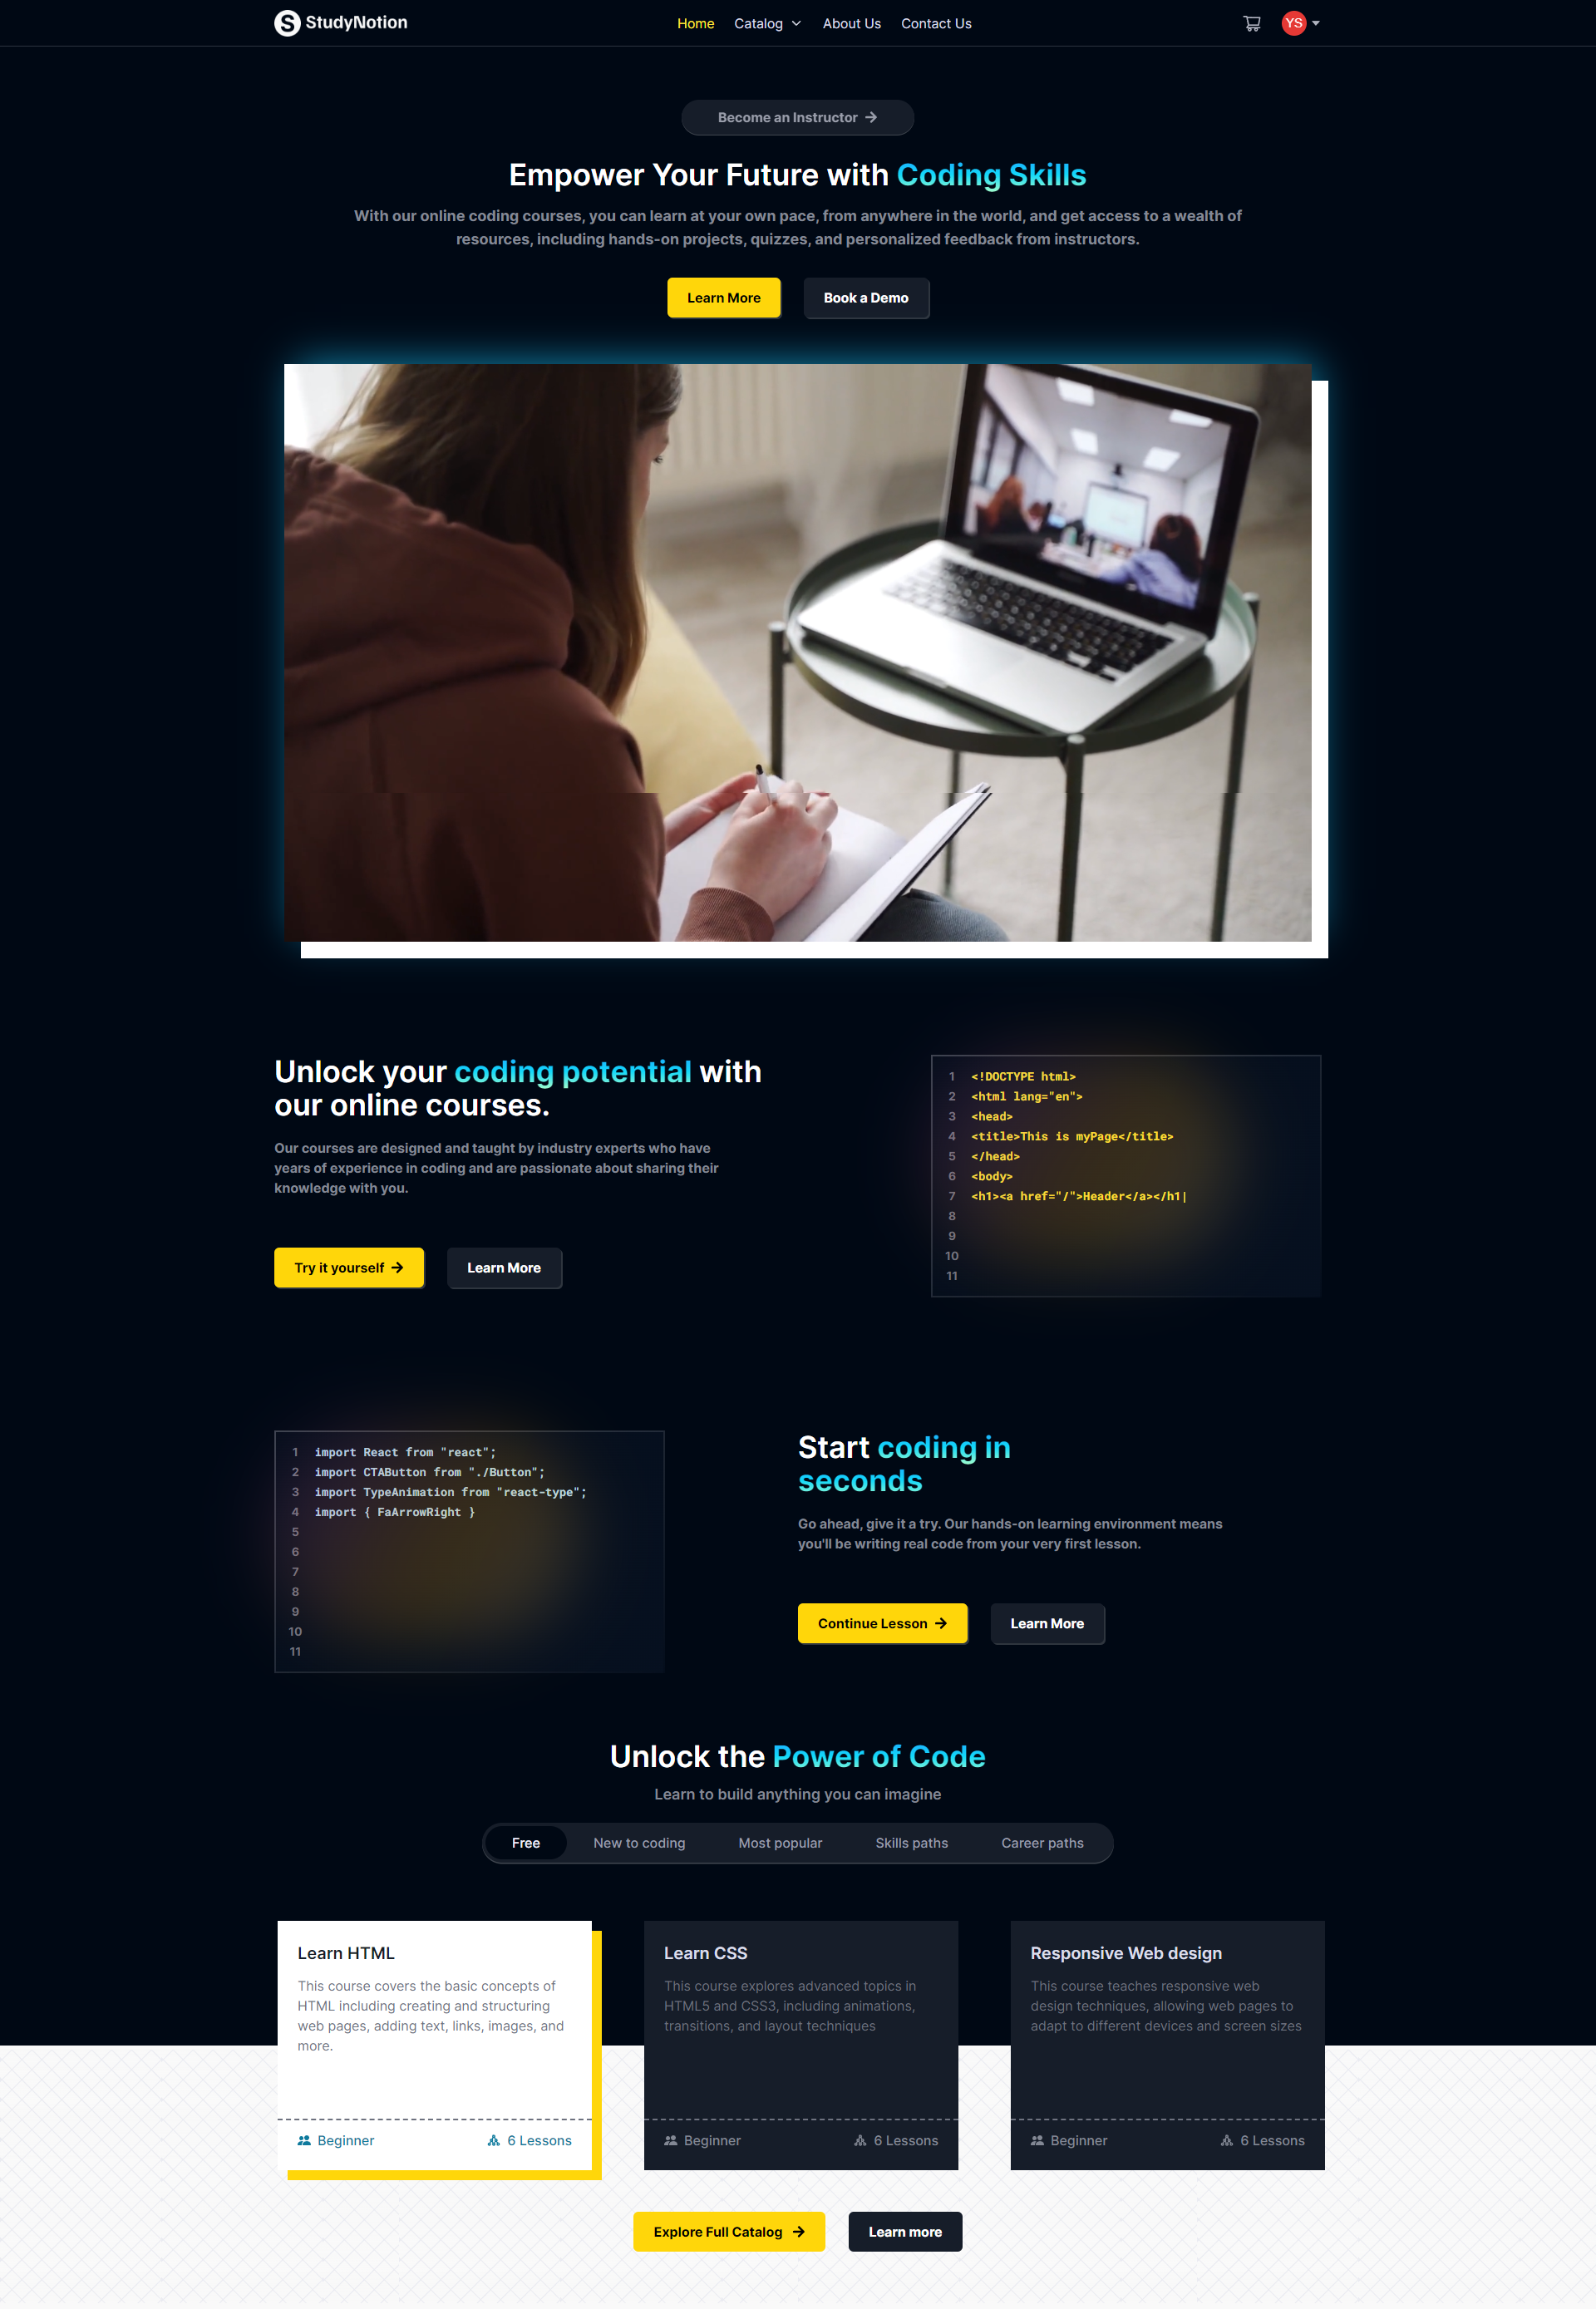 S StudyNotion
Home Catalog About Us Contact Us
YS
Become an Instructor
Empower Your Future with Coding Skills
With our online coding courses, you can learn at your own pace, from anywhere in the world, and get access to a wealth of
resources, including hands-on projects, quizzes, and personalized feedback from instructors.
Learn More Book a Demo
Unlock your coding potential with
our online courses.
Our courses are designed and taught by industry experts who have
years of experience in coding and are passionate about sharing their
knowledge with you.
Try it yourself Learn More
1 <!DOCTYPE html>
2 <html lang="en">
3 <head>
4 <title>This is myPage</title>
5 </head>
6 <body>
7 <h1><a href="/">Header</a></h1|
8
9
10
11
1 import React from "react";
2 import CTAButton from "./Button";
3 import TypeAnimation from "react-type";
4 import { FaArrowRight }
5
6
7
8
9
10
11
Start coding in
seconds
Go ahead, give it a try. Our hands-on learning environment means
you'll be writing real code from your very first lesson.
Continue Lesson Learn More
Unlock the Power of Code
Learn to build anything you can imagine
Free New to coding Most popular Skills paths Career paths
Learn HTML
This course covers the basic concepts of
HTML including creating and structuring
web pages, adding text, links, images, and
more.
Beginner 6 Lessons
Learn CSS
This course explores advanced topics in
HTML5 and CSS3, including animations,
transitions, and layout techniques
Beginner 6 Lessons
Responsive Web design
This course teaches responsive web
design techniques, allowing web pages to
adapt to different devices and screen sizes
Beginner 6 Lessons
Explore Full Catalog Learn more